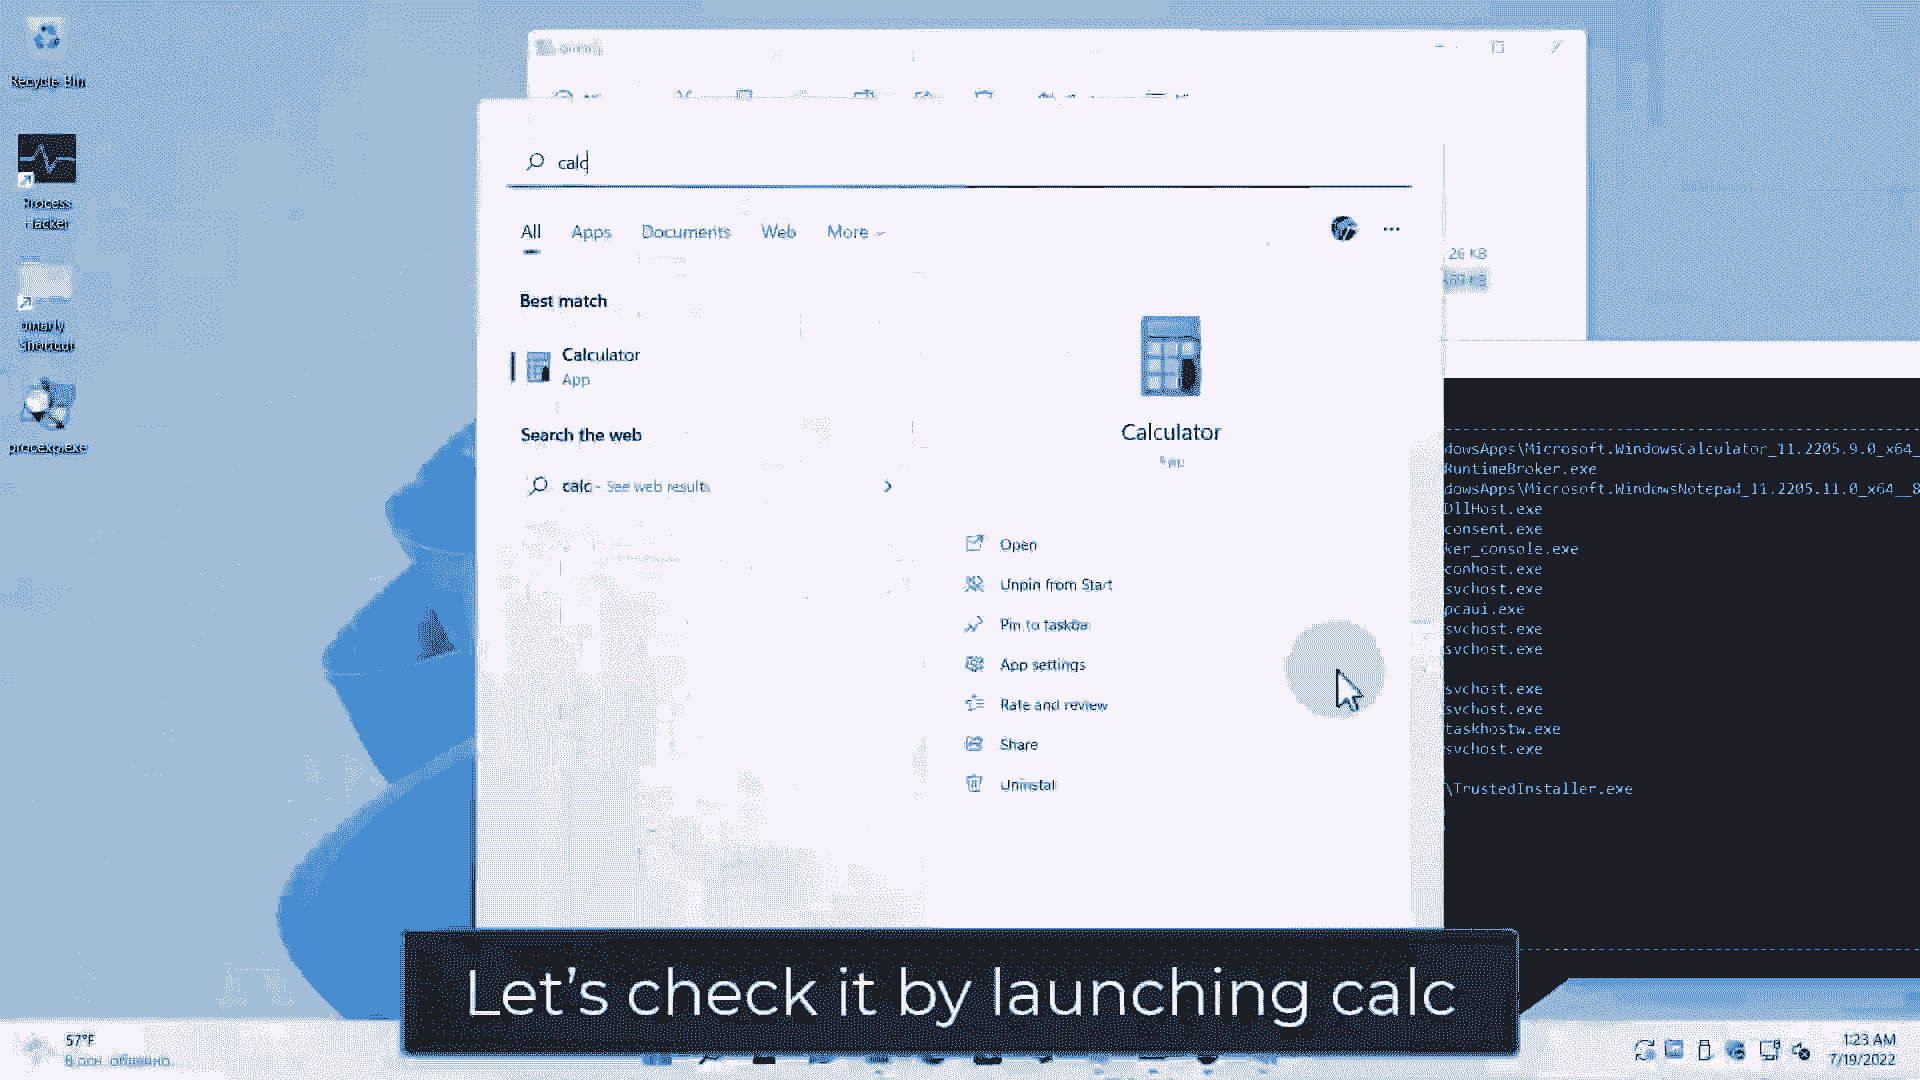 Recycle Bin
Process
Hacker
Shortcut
procexp.exe
calc
All
Apps
Documents
Web
More
Best match
Calculator
App
Search the web
calc - See web results
Calculator
App
Open
Unpin from Start
Pin to taskbar
App settings
Rate and review
Share
Uninstall
26 KB
dowsApps\Microsoft.WindowsCalculator_11.2205.9.0_x64_
RuntimeBroker.exe
dowsApps\Microsoft.WindowsNotepad_11.2205.11.0_x64__8
DllHost.exe
consent.exe
ker_console.exe
conhost.exe
svchost.exe
pcaui.exe
svchost.exe
svchost.exe
svchost.exe
svchost.exe
taskhostw.exe
svchost.exe
\TrustedInstaller.exe
Let's check it by launching calc
57°F
1:23 AM
7/19/2022